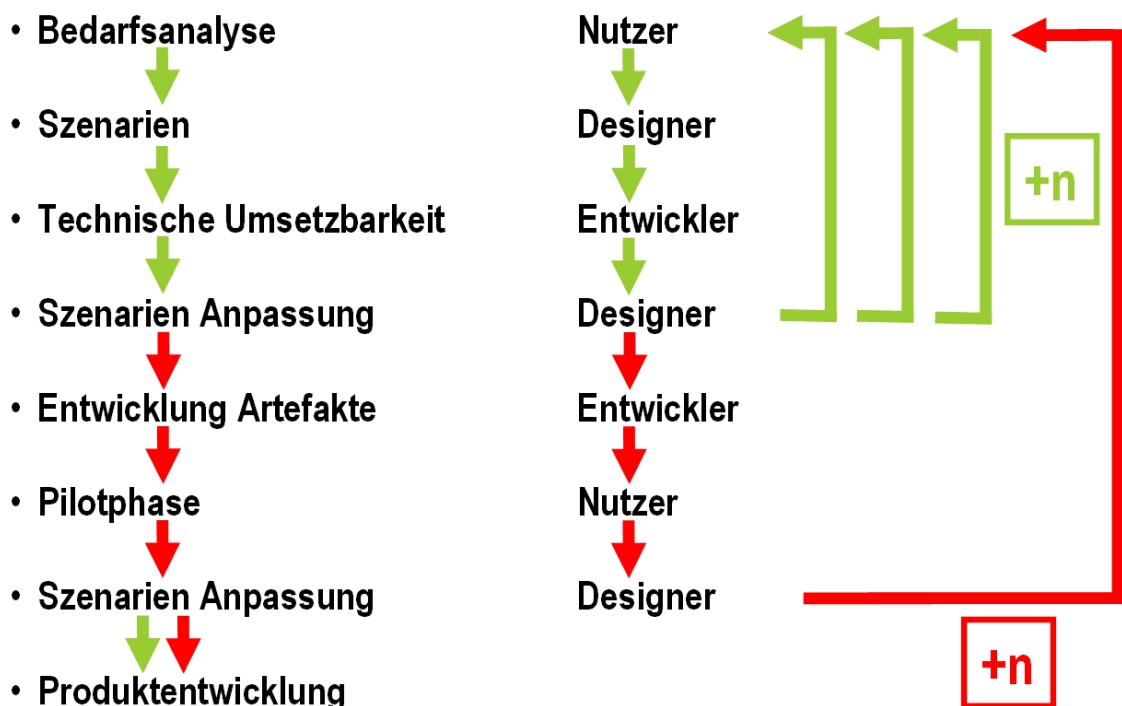 • Bedarfsanalyse Nutzer
• Szenarien Designer
+n
• Technische Umsetzbarkeit Entwickler
• Szenarien Anpassung Designer
• Entwicklung Artefakte Entwickler
• Pilotphase Nutzer
• Szenarien Anpassung Designer
+n
• Produktentwicklung